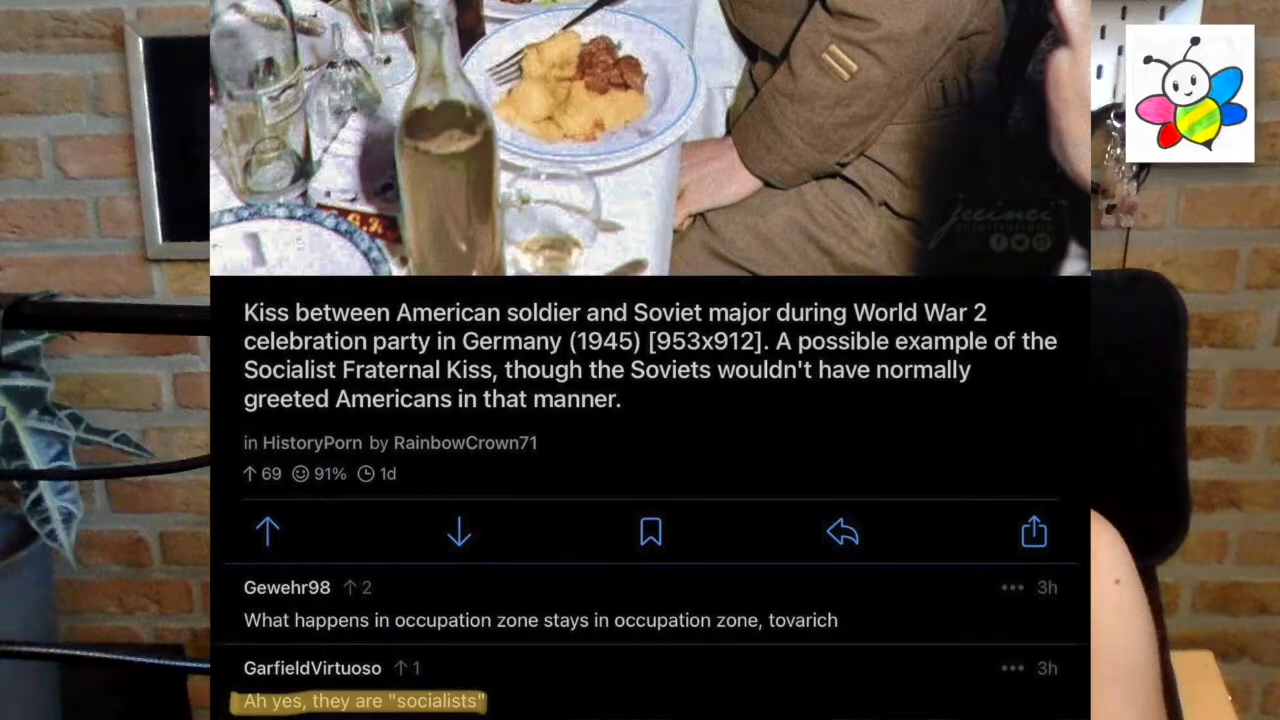 jecinci
Kiss between American soldier and Soviet major during World War 2
celebration party in Germany (1945) [953x912]. A possible example of the
Socialist Fraternal Kiss, though the Soviets wouldn't have normally
greeted Americans in that manner.
in HistoryPorn by RainbowCrown71
69 91% 1d
Gewehr98 2 ••• 3h
What happens in occupation zone stays in occupation zone, tovarich
GarfieldVirtuoso 1 ••• 3h
Ah yes, they are "socialists"